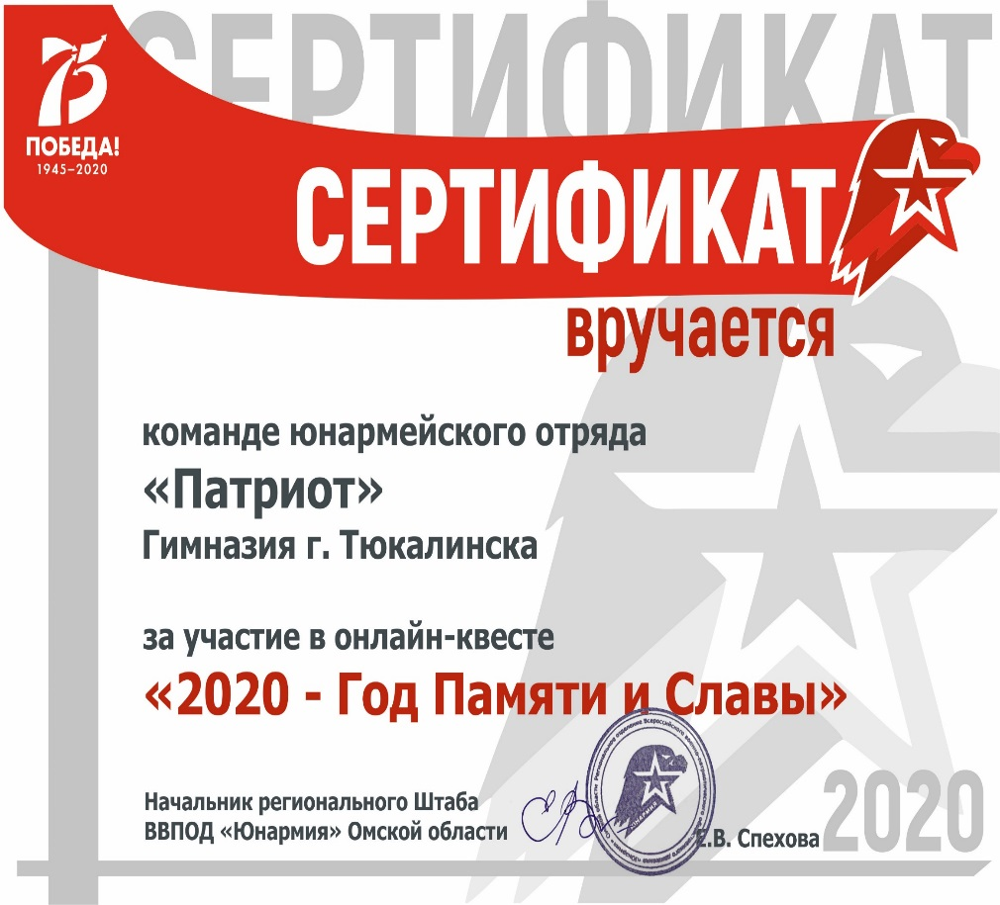 СЕРТИФИКАТ
75
ПОБЕДА!
1945–2020
СЕРТИФИКАТ
вручается
команде юнармейского отряда
«Патриот»
Гимназия г. Тюкалинска
за участие в онлайн-квесте
«2020 - Год Памяти и Славы»
Начальник регионального Штаба
ВВПОД «Юнармия» Омской области
Е.В. Спехова
2020